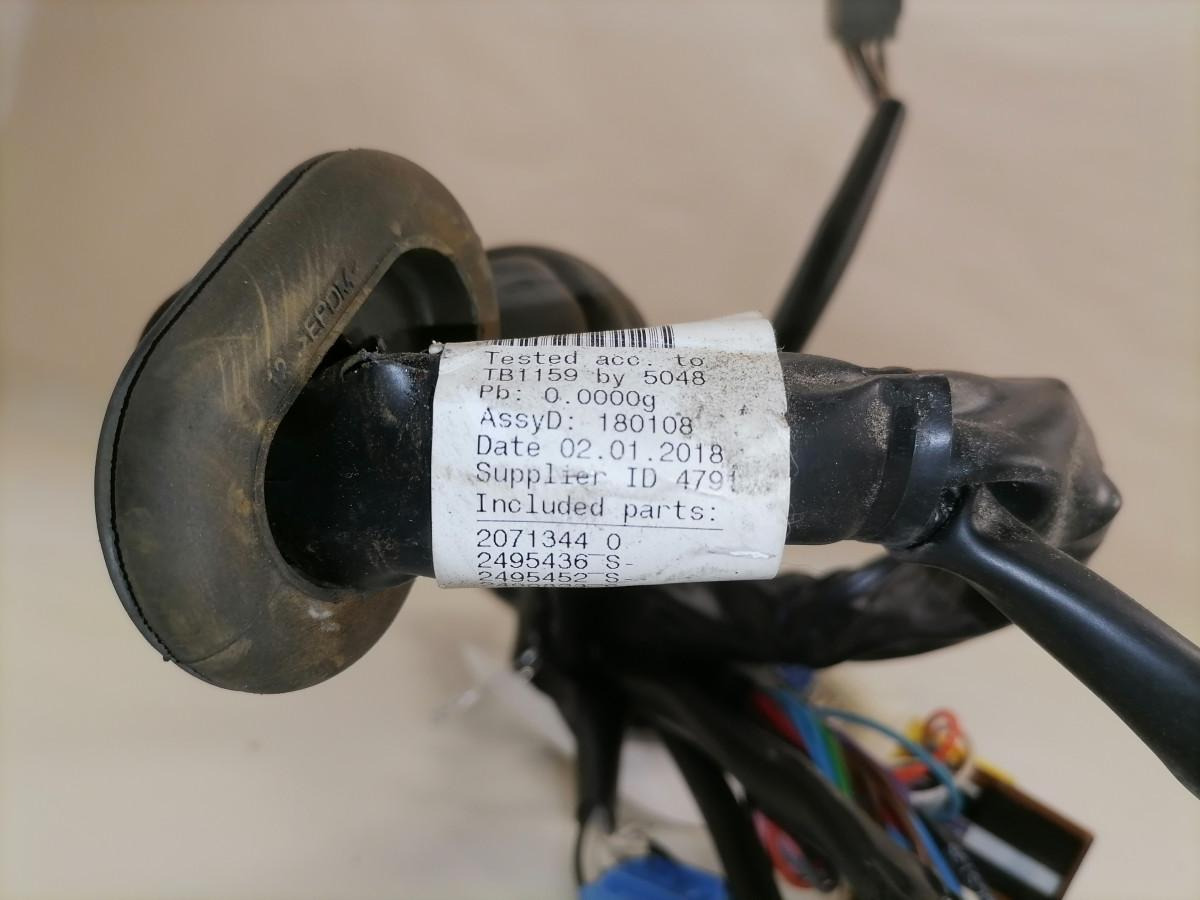 >EPDM<
Tested acc. to
TB1159 by 5048
Pb: 0.0000g
AssyD: 180108
Date 02.01.2018
Supplier ID 4791
Included parts:
2071344 O
2495436 S-
2495452 S-